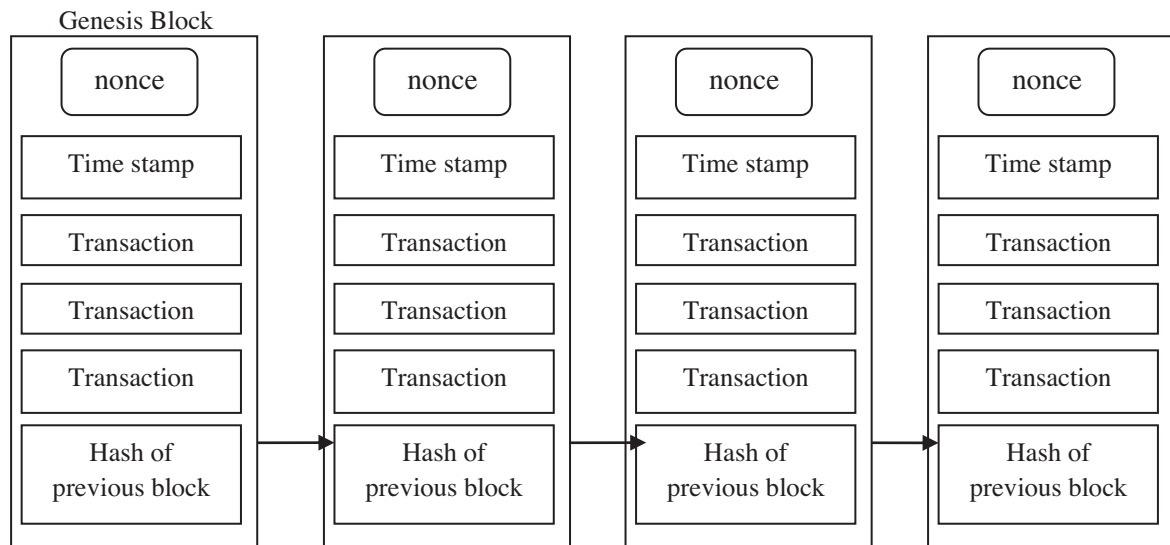 Genesis Block
nonce
Time stamp
Transaction
Transaction
Transaction
Hash of
previous block
nonce
Time stamp
Transaction
Transaction
Transaction
Hash of
previous block
nonce
Time stamp
Transaction
Transaction
Transaction
Hash of
previous block
nonce
Time stamp
Transaction
Transaction
Transaction
Hash of
previous block